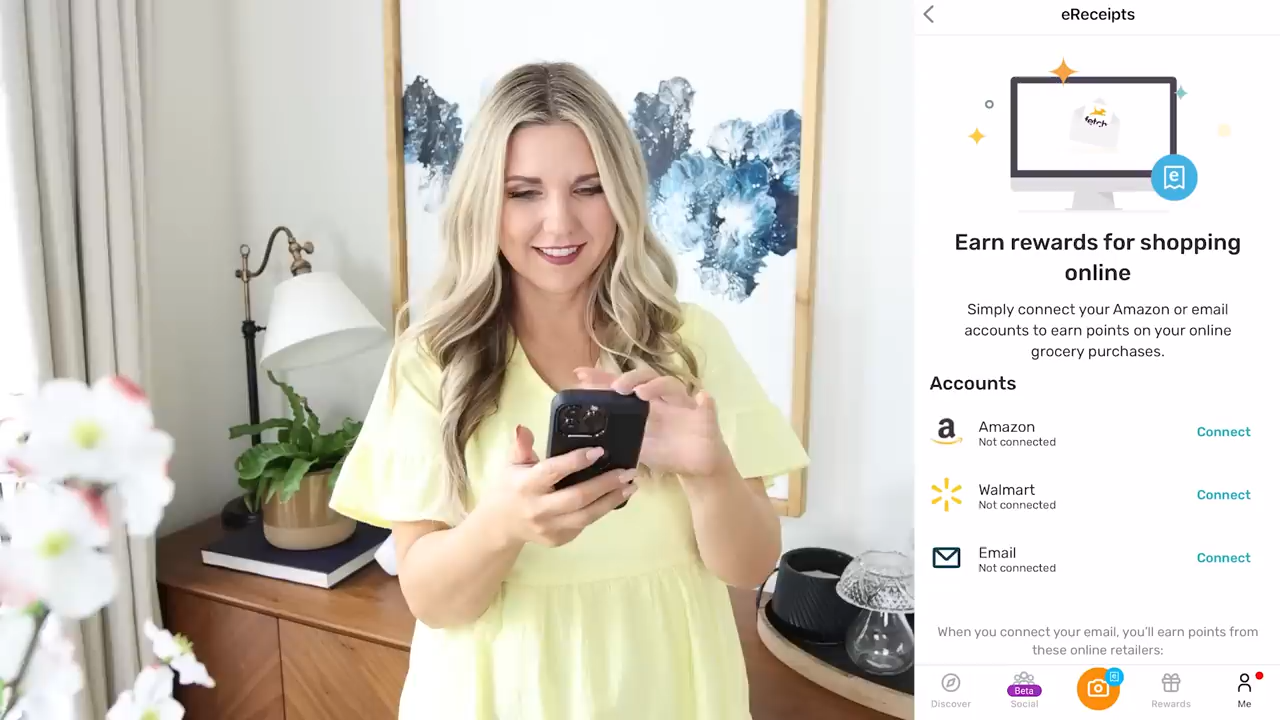 eReceipts
fetch
e
Earn rewards for shopping
online
Simply connect your Amazon or email
accounts to earn points on your online
grocery purchases.
Accounts
a
Amazon
Not connected
Connect
Walmart
Not connected
Connect
Email
Not connected
Connect
When you connect your email, you'll earn points from
these online retailers:
Discover
Beta
Social
e
Rewards
Me